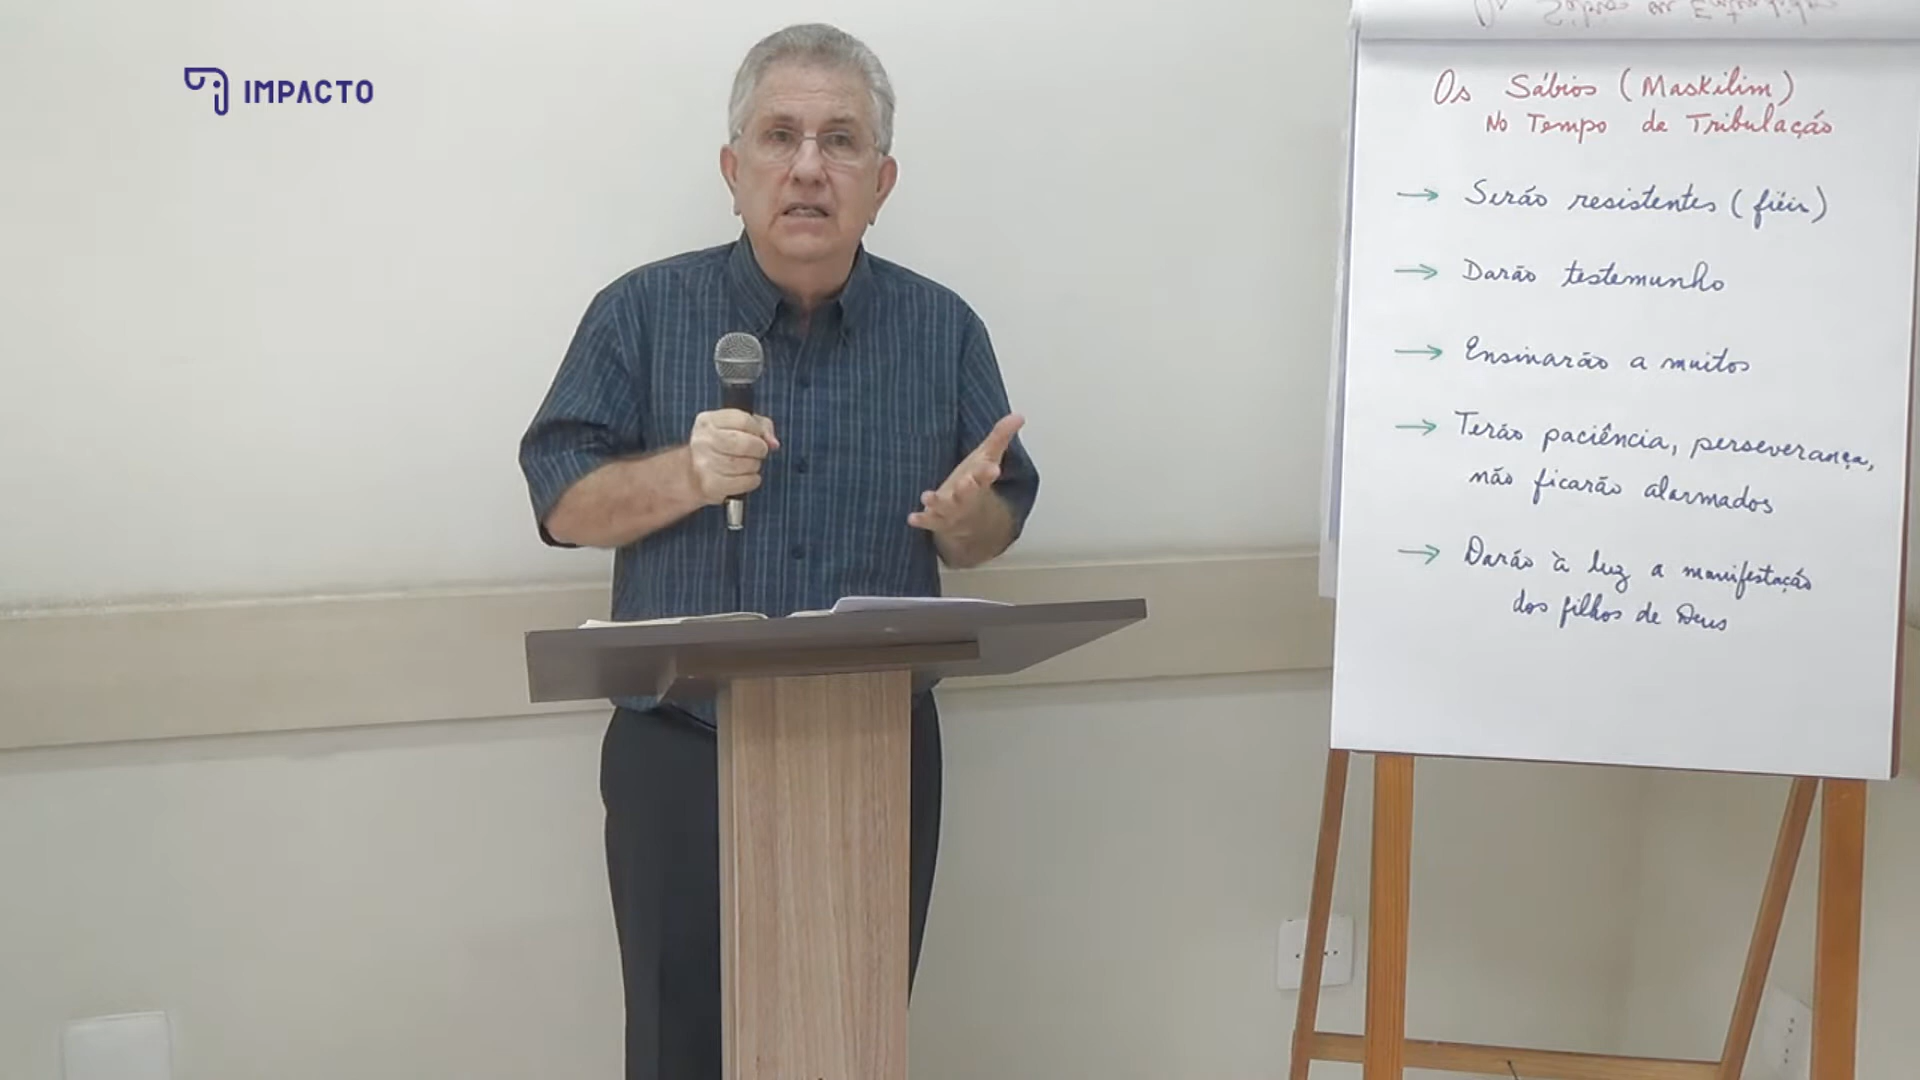 IMPACTO
Os Sábios (Maskilim)
No Tempo de Tribulação
→ Serão resistentes (fiéis)
→ Darão testemunho
→ Ensinarão a muitos
→ Terão paciência, perseverança,
não ficarão alarmados
→ Darão à luz a manifestação
dos filhos de Deus